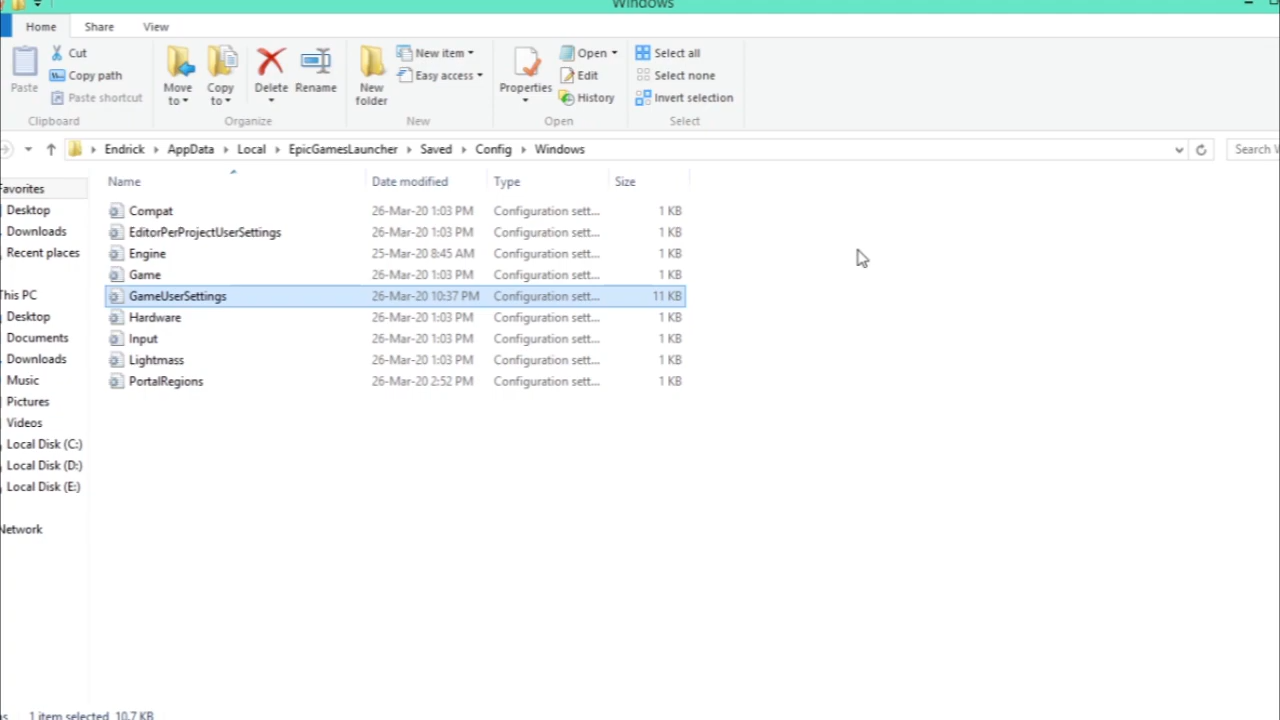 Windows
Home Share View
Cut
Copy path
Paste shortcut
Paste
Clipboard
Move to
Copy to
Delete
Rename
Organize
New folder
New item
Easy access
New
Properties
Open
Edit
History
Open
Select all
Select none
Invert selection
Select
Endrick AppData Local EpicGamesLauncher Saved Config Windows
Search W
Name Date modified Type Size
Compat 26-Mar-20 1:03 PM Configuration sett... 1 KB
EditorPerProjectUserSettings 26-Mar-20 1:03 PM Configuration sett... 1 KB
Engine 25-Mar-20 8:45 AM Configuration sett... 1 KB
Game 26-Mar-20 1:03 PM Configuration sett... 1 KB
GameUserSettings 26-Mar-20 10:37 PM Configuration sett... 11 KB
Hardware 26-Mar-20 1:03 PM Configuration sett... 1 KB
Input 26-Mar-20 1:03 PM Configuration sett... 1 KB
Lightmass 26-Mar-20 1:03 PM Configuration sett... 1 KB
PortalRegions 26-Mar-20 2:52 PM Configuration sett... 1 KB
Favorites
Desktop
Downloads
Recent places
This PC
Desktop
Documents
Downloads
Music
Pictures
Videos
Local Disk (C:)
Local Disk (D:)
Local Disk (E:)
Network
1 item selected 10.7 KB